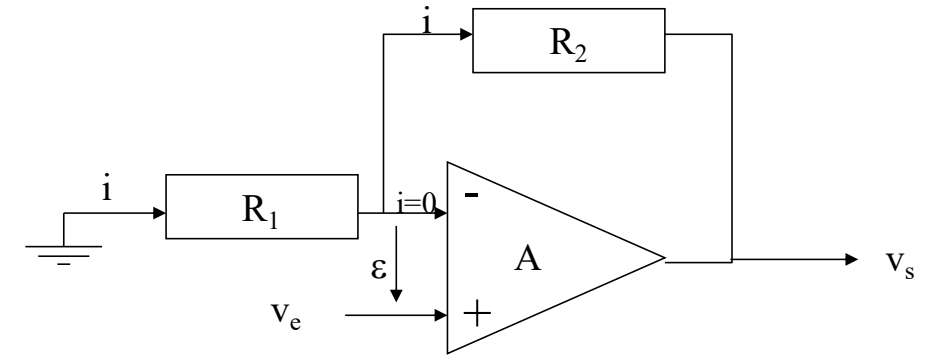 i
R₂
i
R₁
i=0
-
A
ε
vₑ
+
vₛ